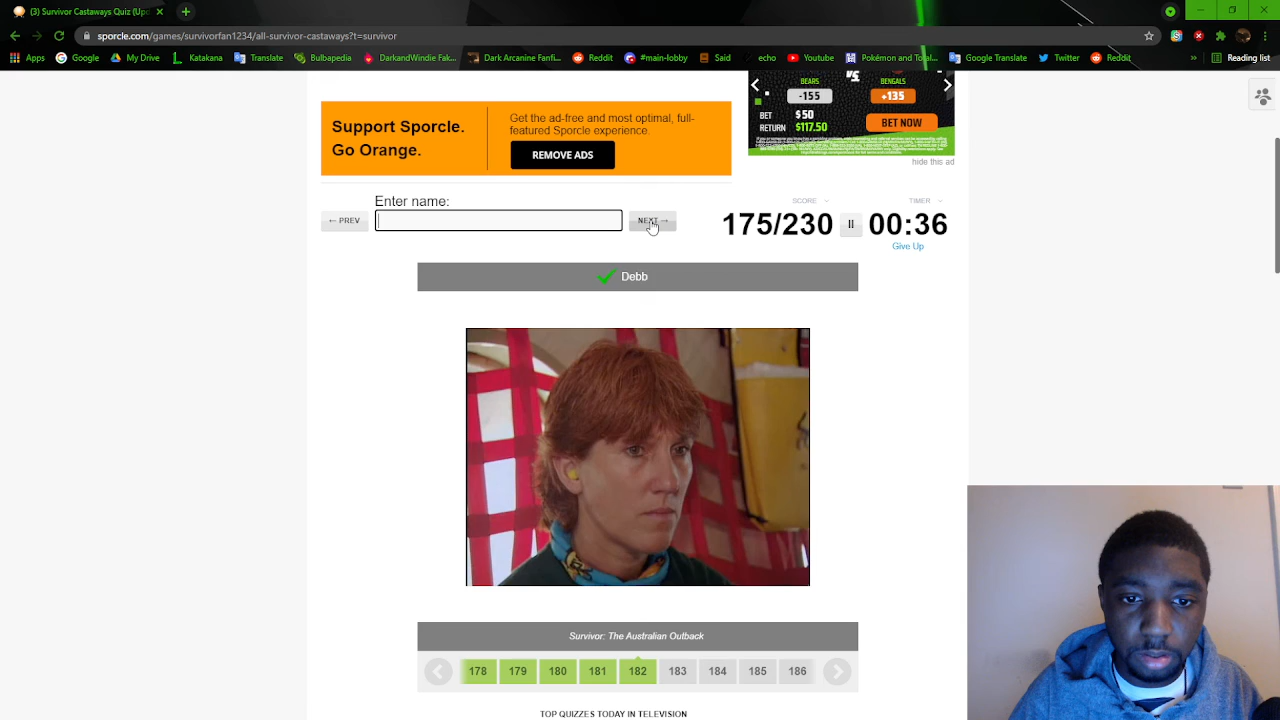 (3) Survivor Castaways Quiz (Up
sporcle.com/games/survivorfan1234/all-survivor-castaways?t=survivor
Apps
Google
Katakana
Translate
Bulbapedia
DarkandWindie Fak...
Dark Arcanine Fanfi...
Reddit
#main-lobby
Said
echo
Youtube
Pokémon and Total...
Google Translate
Twitter
Reddit
»
Reading list
VS
BEARS
BENGALS
-155
+135
BET $50
RETURN $117.50
BET NOW
hide this ad
Support Sporcle.
Go Orange.
Get the ad-free and most optimal, full-
featured Sporcle experience.
REMOVE ADS
Enter name:
← PREV
NEXT →
SCORE
TIMER
175/230
00:36
Give Up
Debb
Survivor: The Australian Outback
178 179 180 181 182 183 184 185 186
TOP QUIZZES TODAY IN TELEVISION